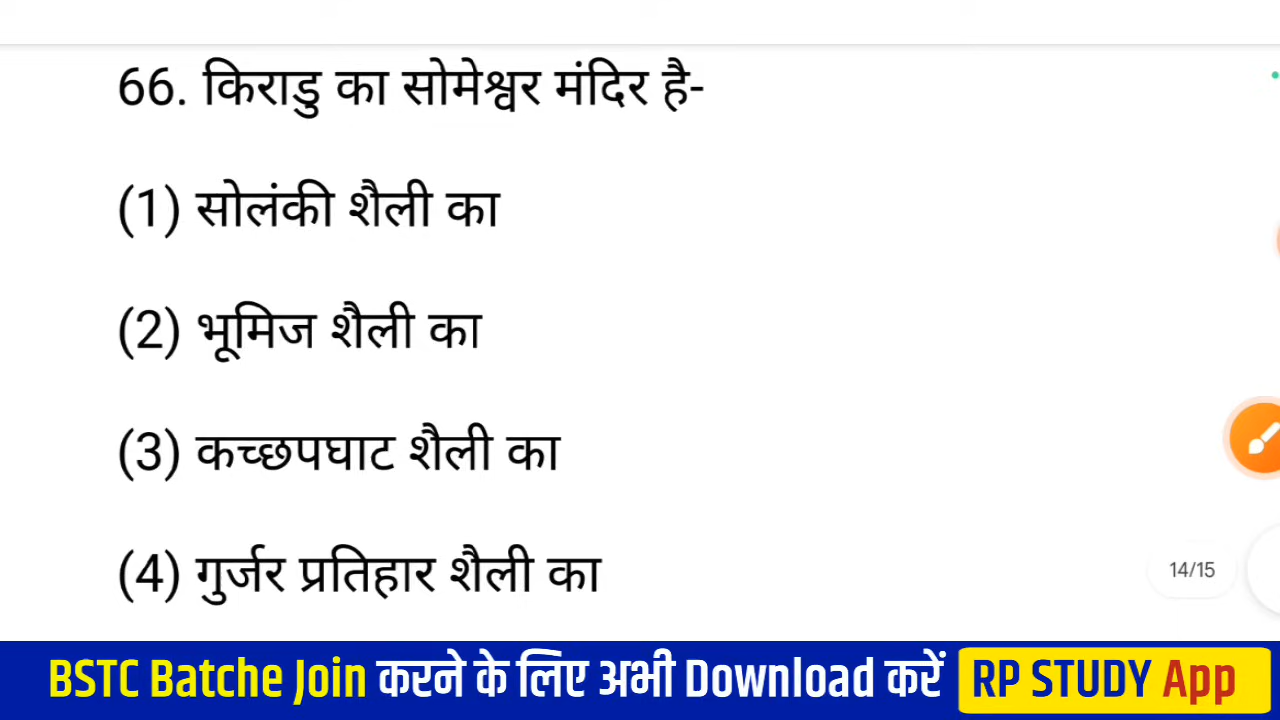 66. किराडु का सोमेश्वर मंदिर है-
(1) सोलंकी शैली का
(2) भूमिज शैली का
(3) कच्छपघाट शैली का
(4) गुर्जर प्रतिहार शैली का
14/15
BSTC Batche Join करने के लिए अभी Download करें RP STUDY App